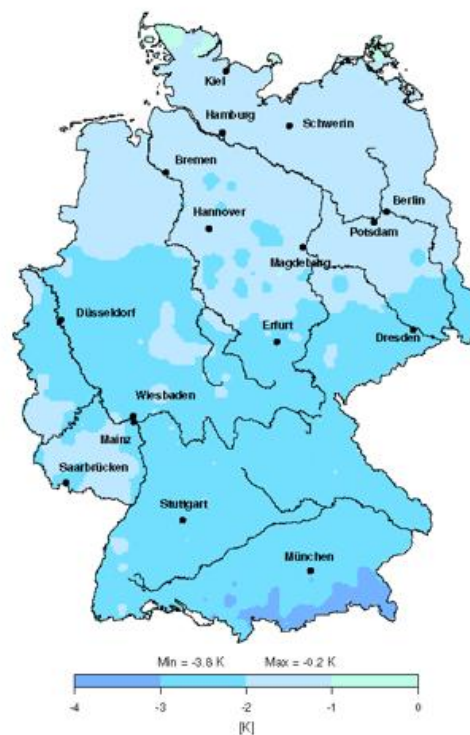 Kiel
Hamburg
Schwerin
Bremen
Berlin
Hannover
Potsdam
Magdeburg
Düsseldorf
Erfurt
Dresden
Wiesbaden
Mainz
Saarbrücken
Stuttgart
München
Min = -3.8 K Max = -0.2 K
-4 -3 -2 -1 0
[K]